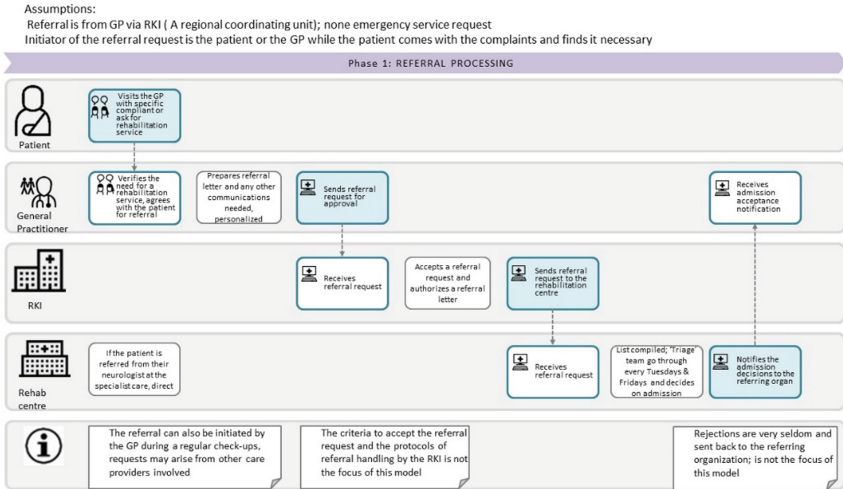 Assumptions:
Referral is from GP via RKI ( A regional coordinating unit); none emergency service request
Initiator of the referral request is the patient or the GP while the patient comes with the complaints and finds it necessary
Phase 1: REFERRAL PROCESSING
Patient
Visits the GP
with specific
compliant or
ask for
rehabilitation
service
General
Practitioner
Verifies the
need for a
rehabilitation
service, agrees
with the patient
for referral
Prepares referral
letter and any other
communications
needed,
personalized
Sends referral
request for
approval
Receives
admission
acceptance
notification
RKI
Receives
referral request
Accepts a referral
request and
authorizes a referral
letter
Sends referral
request to the
rehabilitation
centre
Rehab
centre
If the patient is
referred from their
neurologist at the
specialist care, direct
Receives
referral request
List compiled; 'Triage'
team go through
every Tuesdays &
Fridays and decides
on admission
Notifies the
admission
decisions to the
referring organ
The referral can also be initiated by
the GP during a regular check-ups,
requests may arise from other care
providers involved
The criteria to accept the referral
request and the protocols of
referral handling by the RKI is not
the focus of this model
Rejections are very seldom and
sent back to the referring
organization; is not the focus of
this model